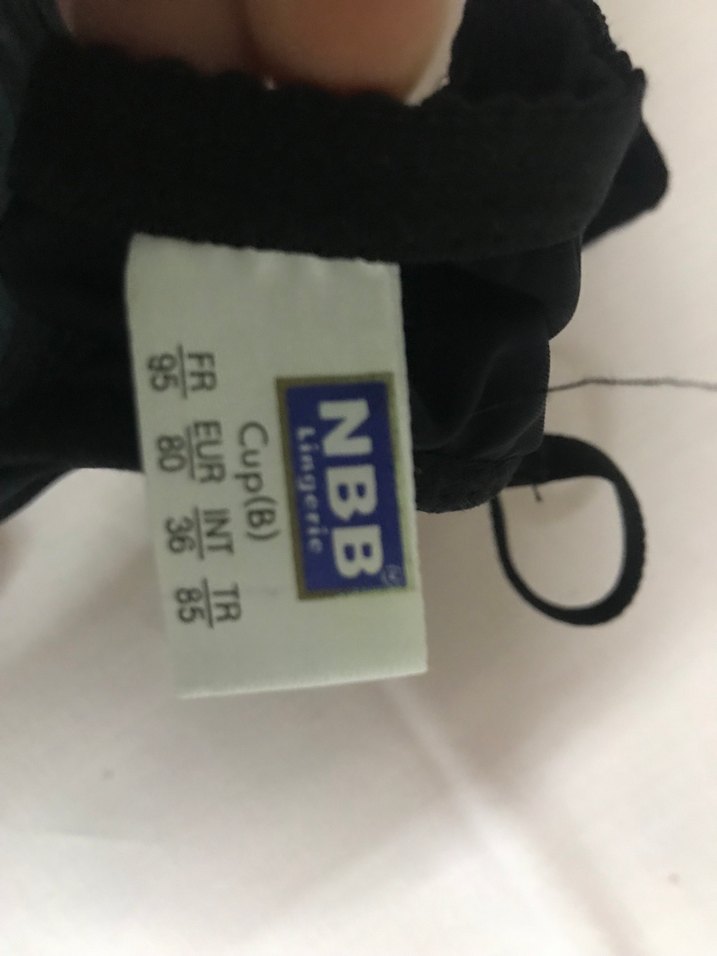 NBB
Lingerie
Cup(B)
FR EUR INT TR
95 80 36 85